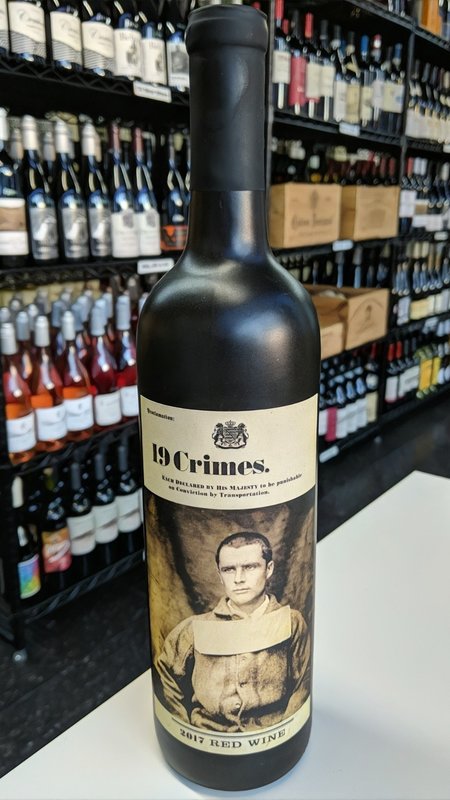 Proclamation:
19 Crimes.
EACH DECLARED BY HIS MAJESTY to be punishable
on Conviction by Transportation.
2017 RED WINE